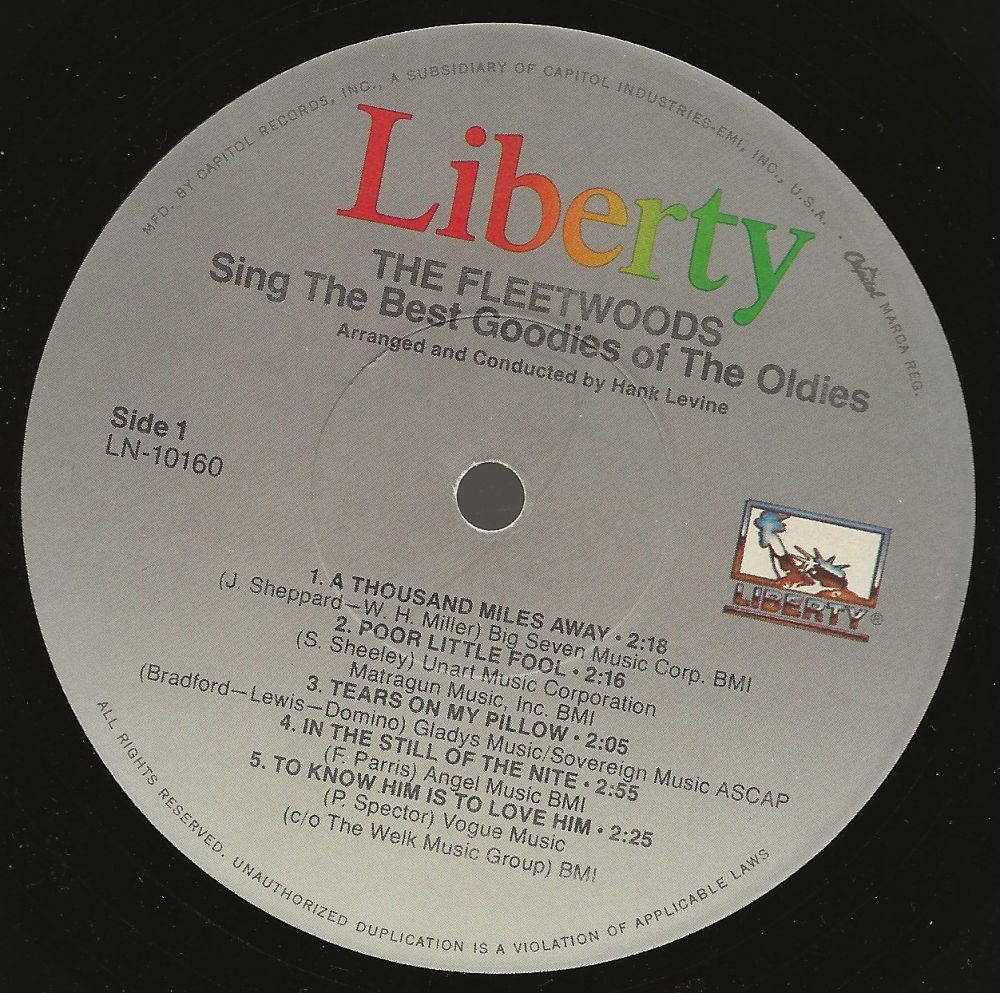 MFD. BY CAPITOL RECORDS, INC., A SUBSIDIARY OF CAPITOL INDUSTRIES-EMI, INC., U.S.A. • Capitol MARCA REG.
Liberty
THE FLEETWOODS
Sing The Best Goodies of The Oldies
Arranged and Conducted by Hank Levine
Side 1
LN-10160
LIBERTY®
1. A THOUSAND MILES AWAY • 2:18
(J. Sheppard—W. H. Miller) Big Seven Music Corp. BMI
2. POOR LITTLE FOOL • 2:16
(S. Sheeley) Unart Music Corporation
Matragun Music, Inc. BMI
3. TEARS ON MY PILLOW • 2:05
(Bradford—Lewis—Domino) Gladys Music/Sovereign Music ASCAP
4. IN THE STILL OF THE NITE • 2:55
(F. Parris) Angel Music BMI
5. TO KNOW HIM IS TO LOVE HIM • 2:25
(P. Spector) Vogue Music
(c/o The Welk Music Group) BMI
ALL RIGHTS RESERVED. UNAUTHORIZED DUPLICATION IS A VIOLATION OF APPLICABLE LAWS